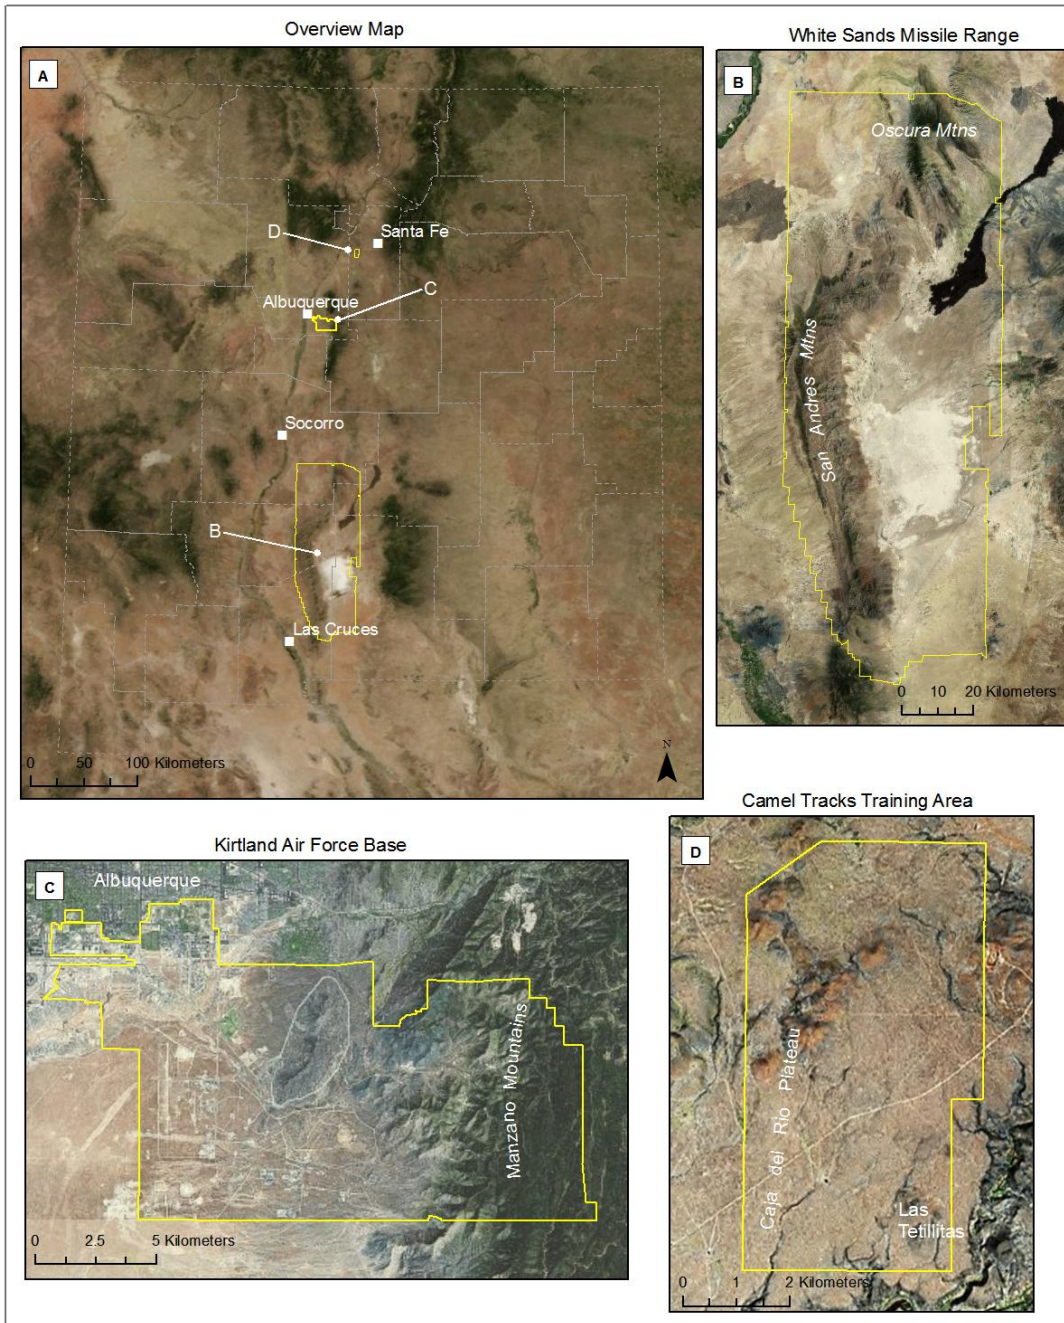 Overview Map
A
D
Santa Fe
C
Albuquerque
Socorro
B
Las Cruces
0 50 100 Kilometers
N
White Sands Missile Range
B
Oscura Mtns
San Andres Mtns
0 10 20 Kilometers
Kirtland Air Force Base
C
Albuquerque
Manzano Mountains
0 2.5 5 Kilometers
Camel Tracks Training Area
D
Caja del Rio Plateau
Las
Tetillitas
0 1 2 Kilometers